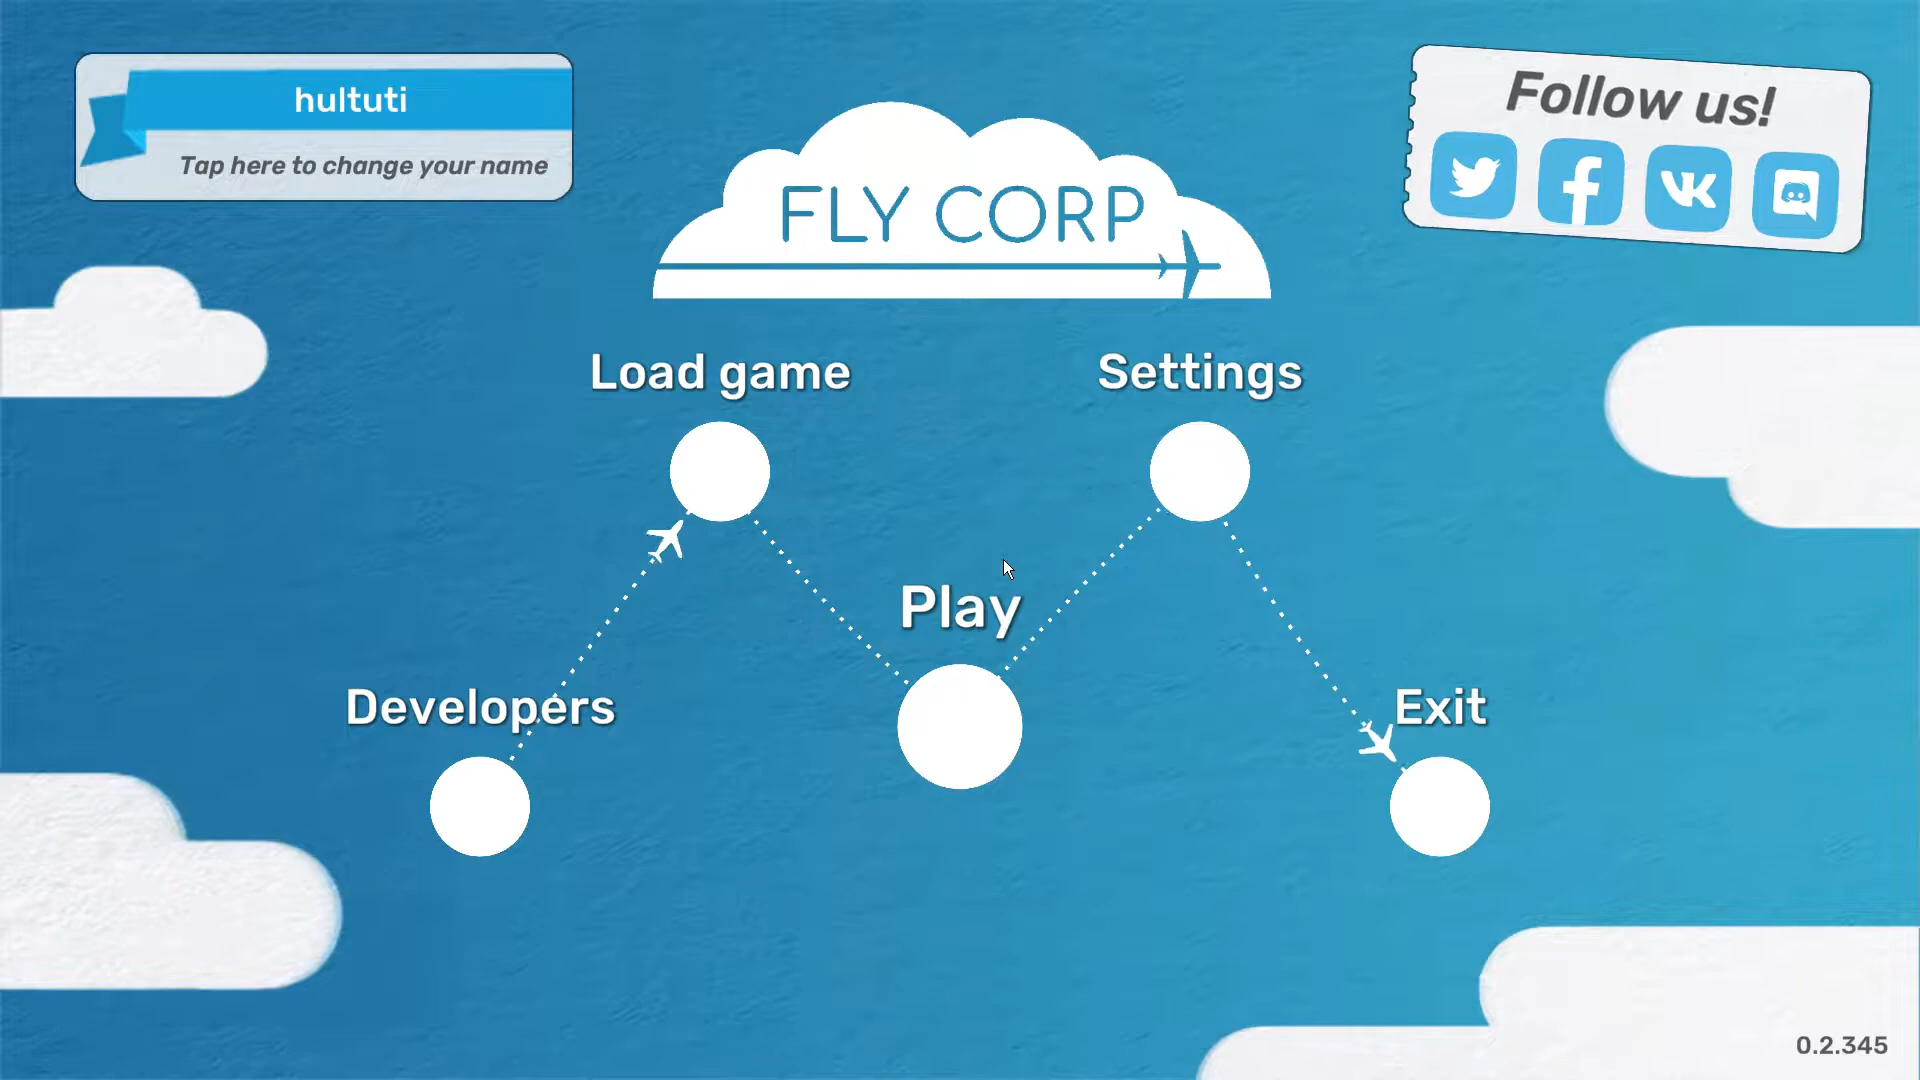 hultuti
Tap here to change your name
FLY CORP
Follow us!
Load game
Settings
Play
Developers
Exit
0.2.345